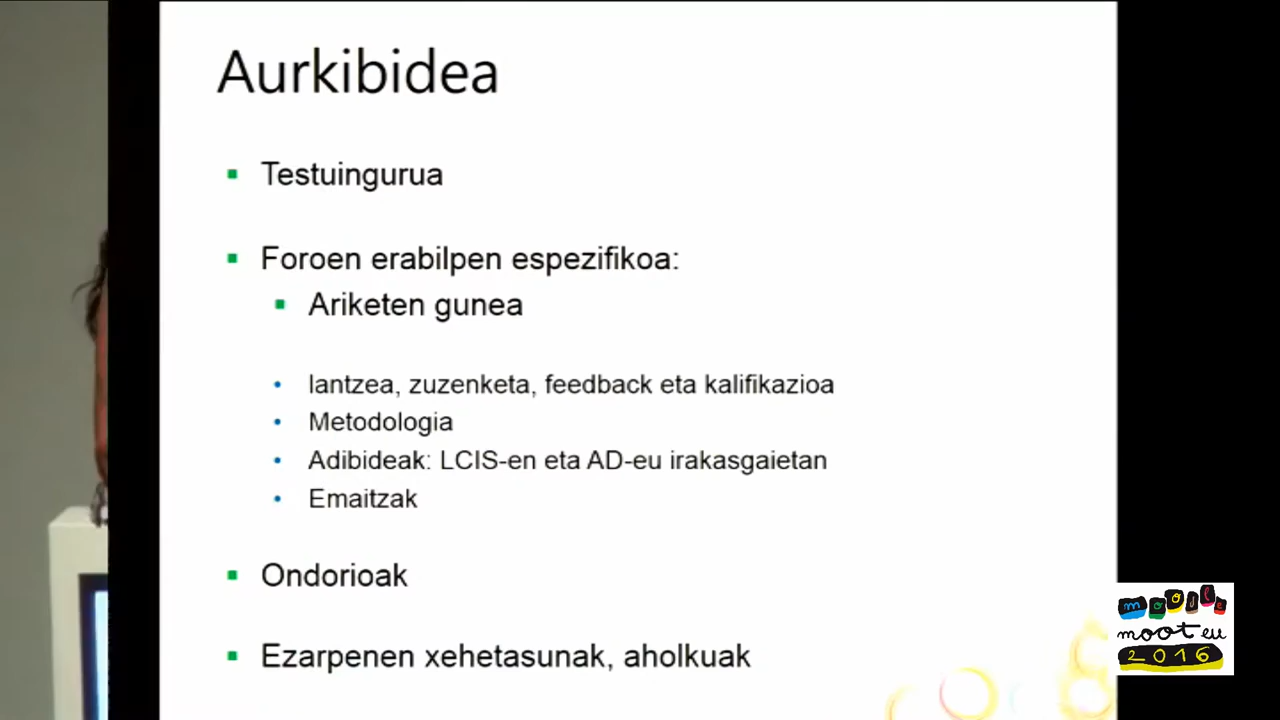 Aurkibidea
Testuingurua
Foroen erabilpen espezifikoa:
Ariketen gunea
lantzea, zuzenketa, feedback eta kalifikazioa
Metodologia
Adibideak: LCIS-en eta AD-eu irakasgaietan
Emaitzak
Ondorioak
Ezarpenen xehetasunak, aholkuak
moodle
moot eu
2016